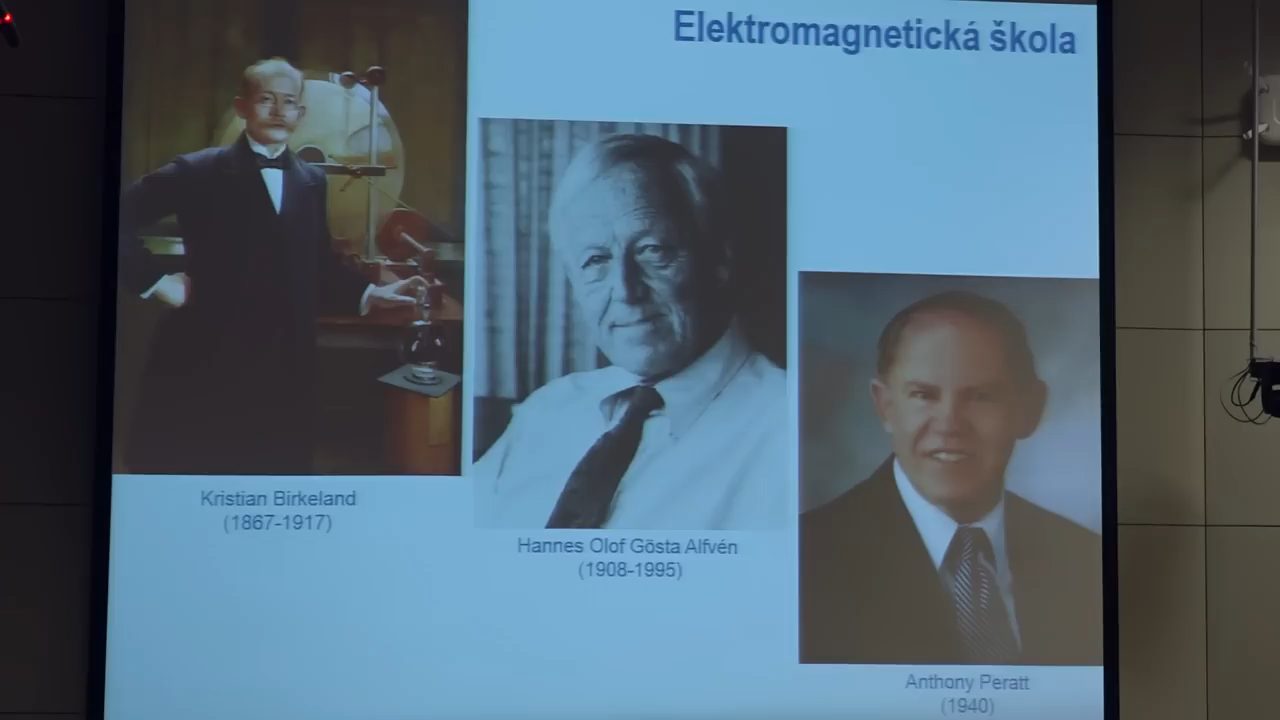 Elektromagnetická škola
Kristian Birkeland
(1867-1917)
Hannes Olof Gösta Alfvén
(1908-1995)
Anthony Peratt
(1940)